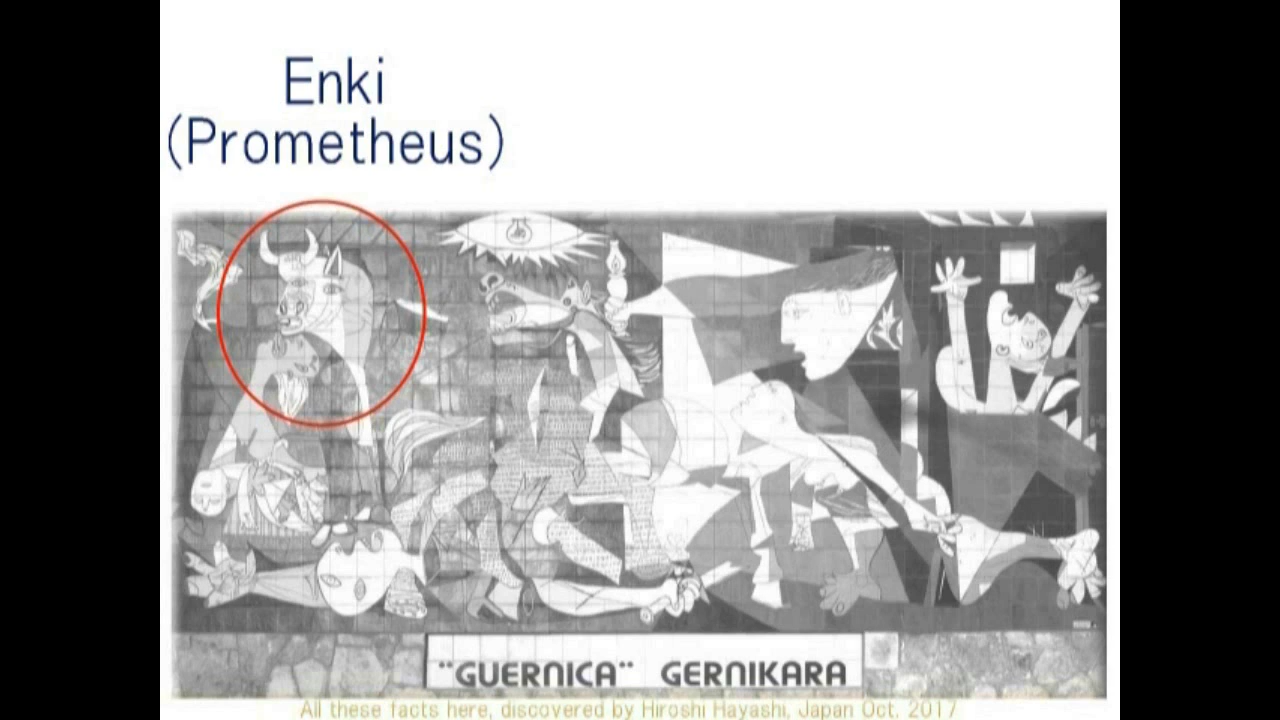 Enki
(Prometheus)
"GUERNICA" GERNIKARA
All these facts here, discovered by Hiroshi Hayashi, Japan Oct. 2017